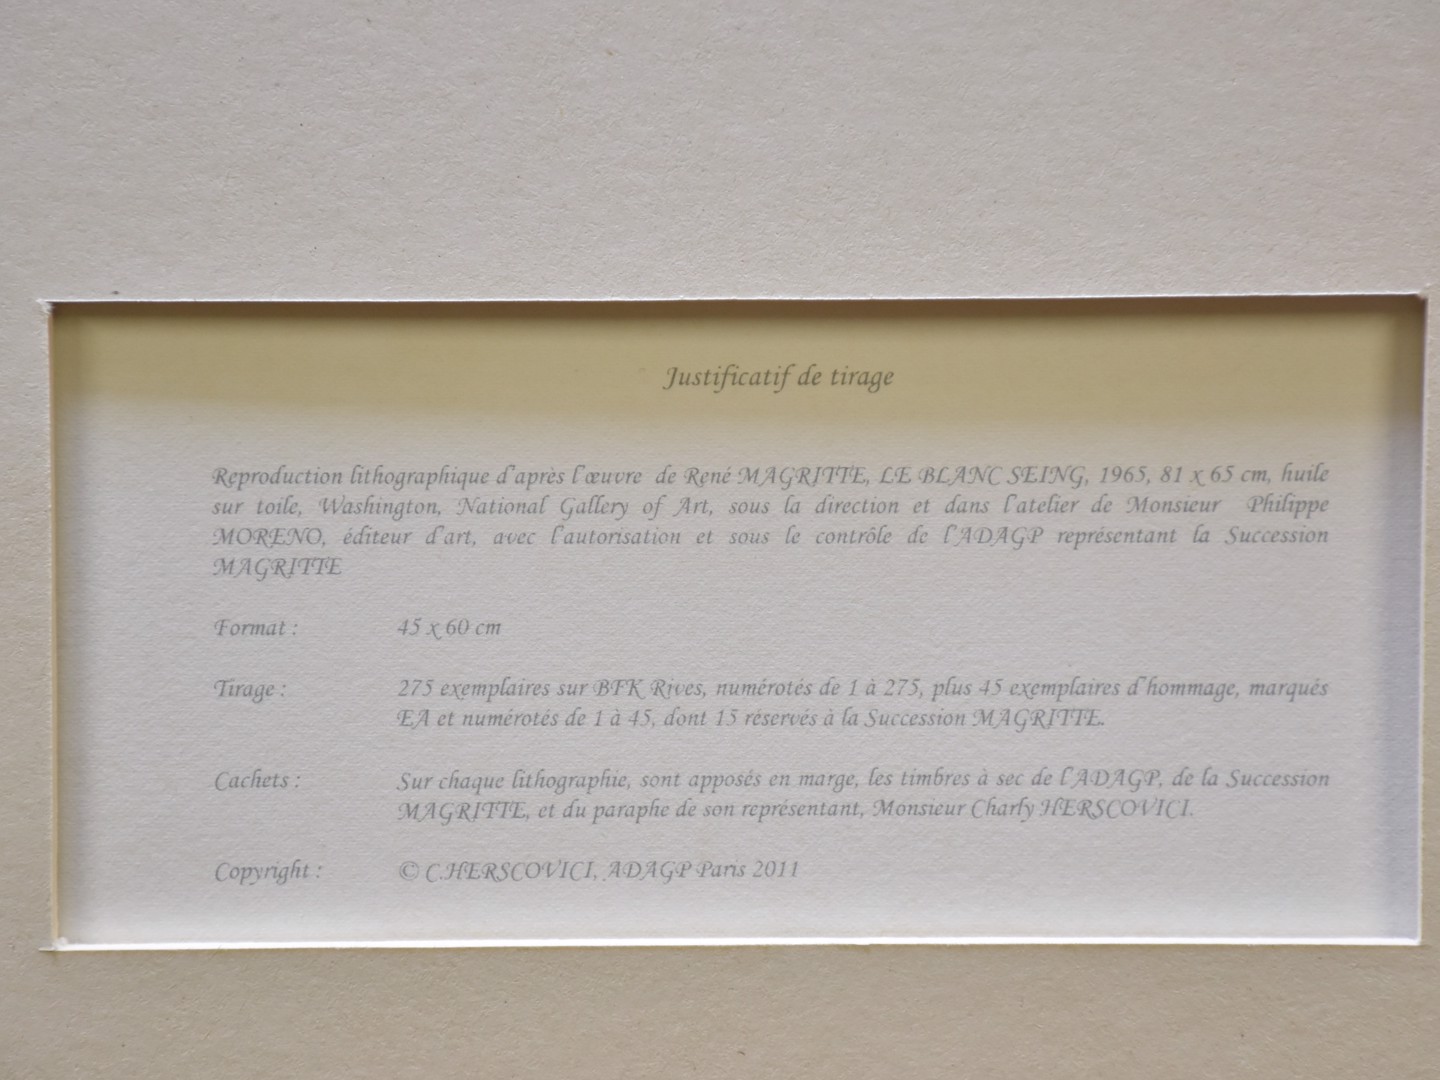 Justificatif de tirage
Reproduction lithographique d'après l'œuvre de René MAGRITTE, LE BLANC SEING, 1965, 81 x 65 cm, huile
sur toile, Washington, National Gallery of Art, sous la direction et dans l'atelier de Monsieur Philippe
MORENO, éditeur d'art, avec l'autorisation et sous le contrôle de l'ADAGP représentant la Succession
MAGRITTE
Format : 45 x 60 cm
Tirage : 275 exemplaires sur BFK Rives, numérotés de 1 à 275, plus 45 exemplaires d'hommage, marqués
EA et numérotés de 1 à 45, dont 15 réservés à la Succession MAGRITTE.
Cachets : Sur chaque lithographie, sont apposés en marge, les timbres à sec de l'ADAGP, de la Succession
MAGRITTE, et du paraphe de son représentant, Monsieur Charly HERSCOVICI.
Copyright : © C.HERSCOVICI, ADAGP Paris 2011